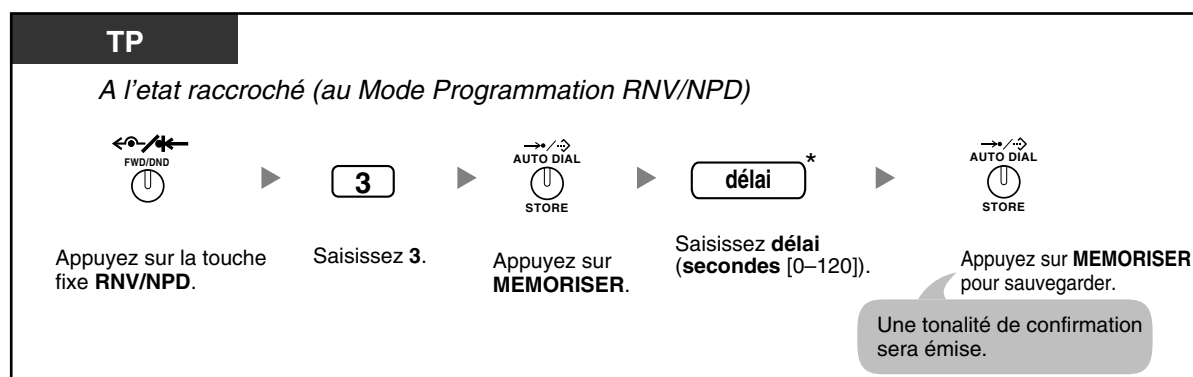 TP
A l'etat raccroché (au Mode Programmation RNV/NPD)
FWD/DND
Appuyez sur la touche
fixe RNV/NPD.
3
Saisissez 3.
AUTO DIAL
STORE
Appuyez sur
MEMORISER.
délai*
Saisissez délai
(secondes [0–120]).
AUTO DIAL
STORE
Appuyez sur MEMORISER
pour sauvegarder.
Une tonalité de confirmation
sera émise.